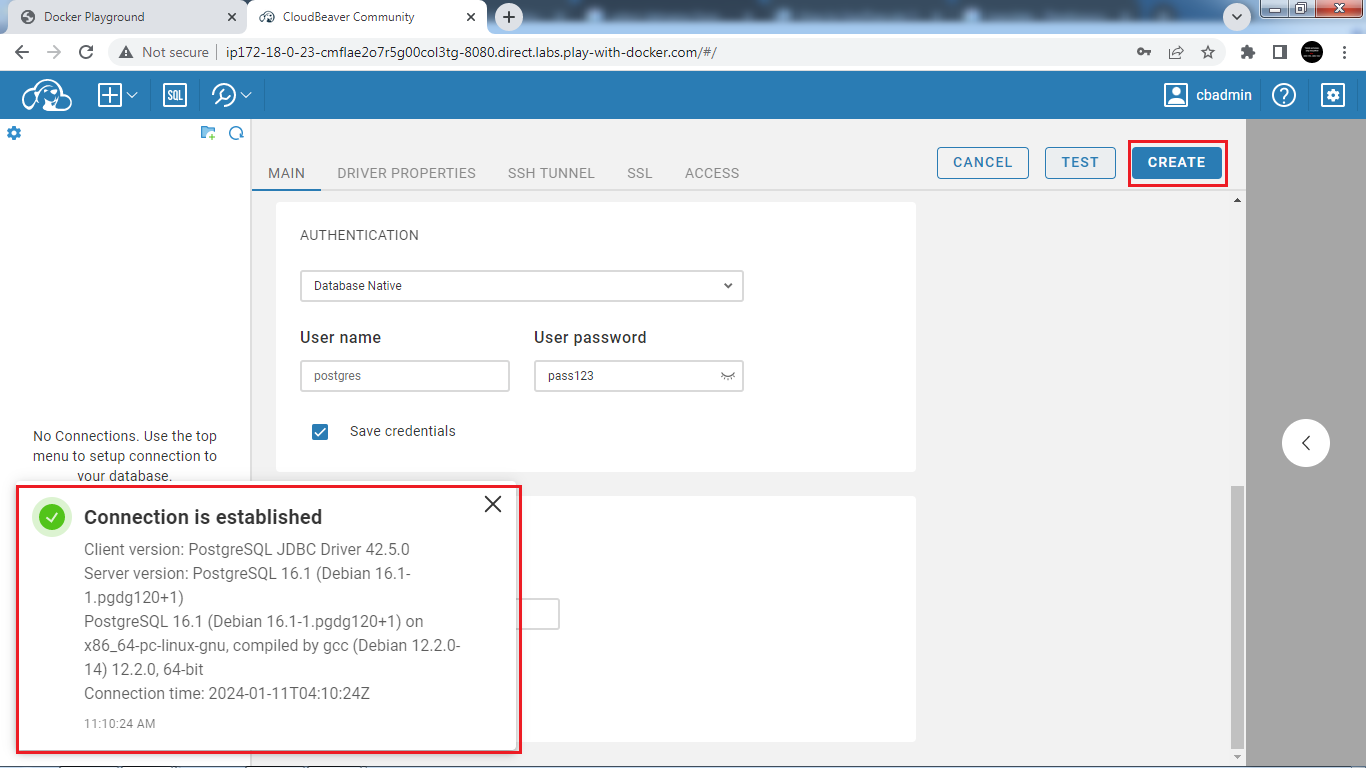 Docker Playground
CloudBeaver Community
Not secure
ip172-18-0-23-cmflae2o7r5g00col3tg-8080.direct.labs.play-with-docker.com/#/
SQL
cbadmin
MAIN
DRIVER PROPERTIES
SSH TUNNEL
SSL
ACCESS
CANCEL
TEST
CREATE
AUTHENTICATION
Database Native
User name
User password
postgres
pass123
Save credentials
No Connections. Use the top
menu to setup connection to
your database.
Connection is established
Client version: PostgreSQL JDBC Driver 42.5.0
Server version: PostgreSQL 16.1 (Debian 16.1-
1.pgdg120+1)
PostgreSQL 16.1 (Debian 16.1-1.pgdg120+1) on
x86_64-pc-linux-gnu, compiled by gcc (Debian 12.2.0-
14) 12.2.0, 64-bit
Connection time: 2024-01-11T04:10:24Z
11:10:24 AM